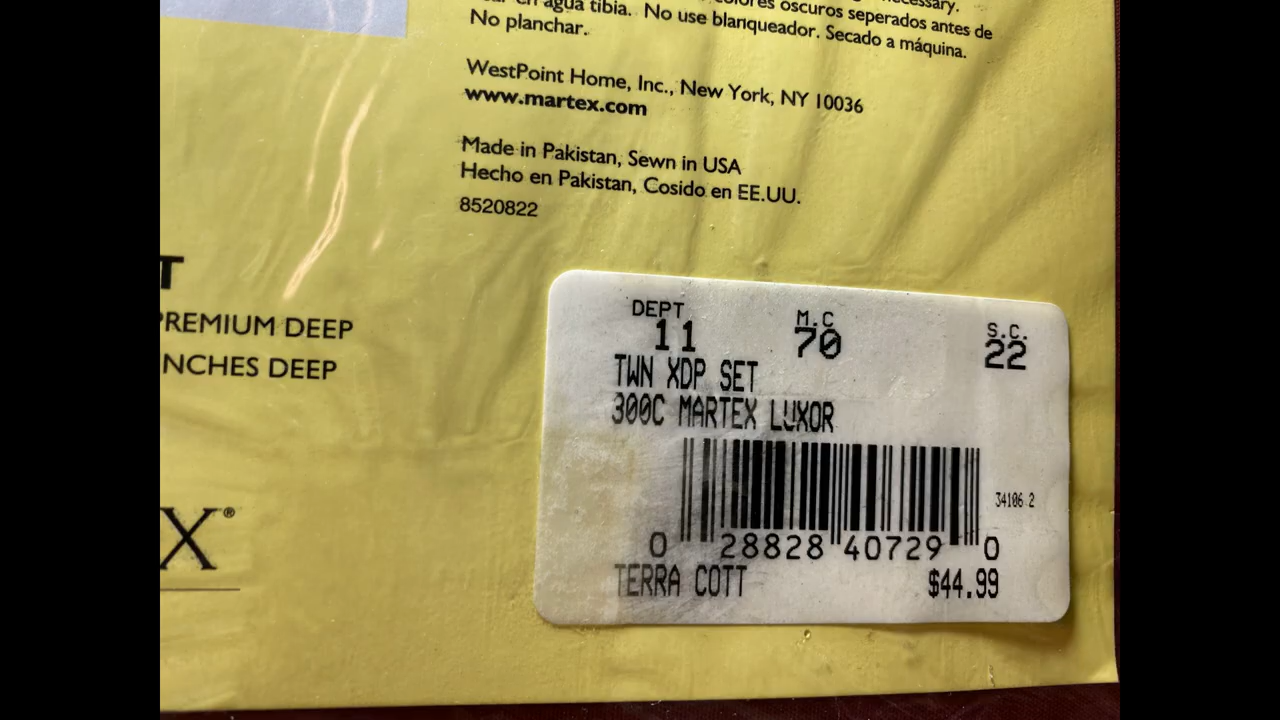 necessary.
colores oscuros seperados antes de
en agua tibia. No use blanqueador. Secado a máquina.
No planchar.
WestPoint Home, Inc., New York, NY 10036
www.martex.com
Made in Pakistan, Sewn in USA
Hecho en Pakistan, Cosido en EE.UU.
8520822
T
PREMIUM DEEP
NCHES DEEP
X®
DEPT M.C S.C.
11 70 22
TWN XDP SET
300C MARTEX LUXOR
34106 2
0 28828 40729 0
TERRA COTT $44.99